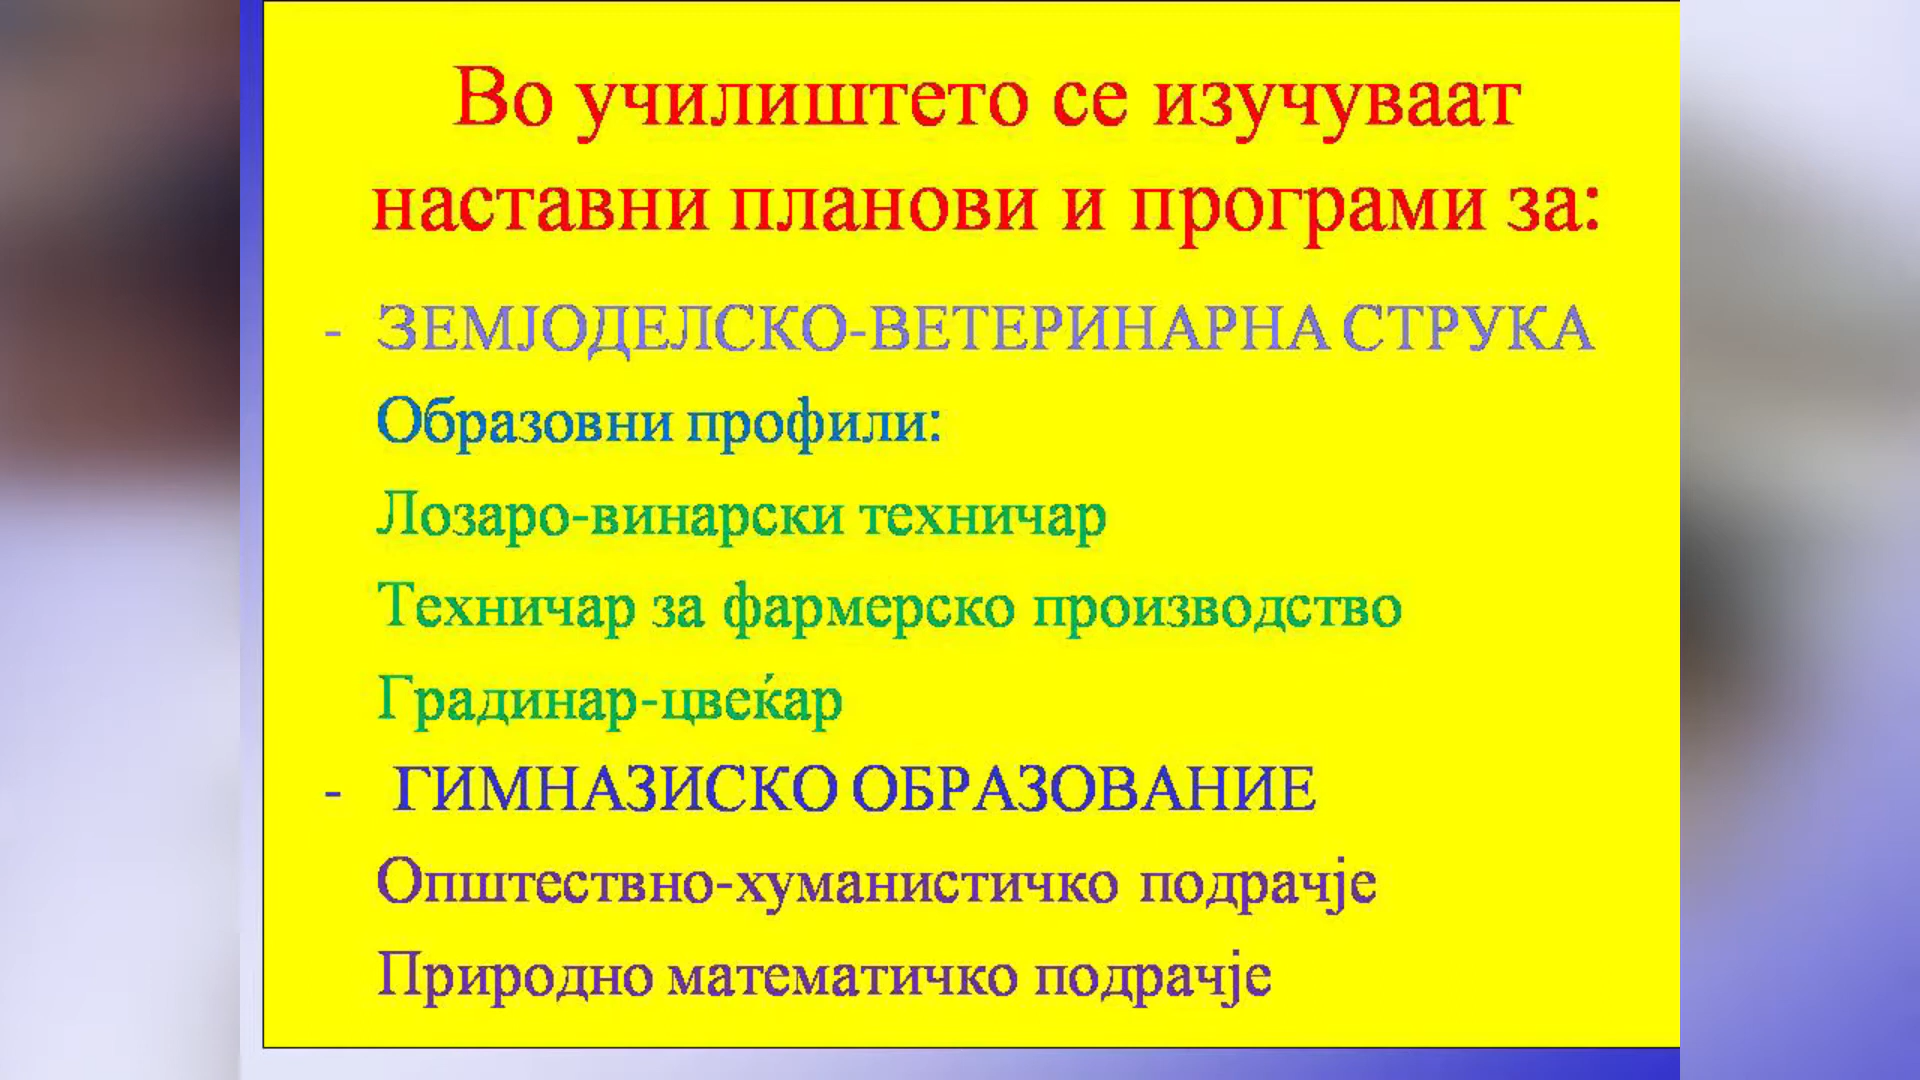 Во училиштето се изучуваат
наставни планови и програми за:
- ЗЕМЈОДЕЛСКО-ВЕТЕРИНАРНА СТРУКА
Образовни профили:
Лозаро-винарски техничар
Техничар за фармерско производство
Градинар-цвеќар
- ГИМНАЗИСКО ОБРАЗОВАНИЕ
Општествно-хуманистичко подрачје
Природно математичко подрачје